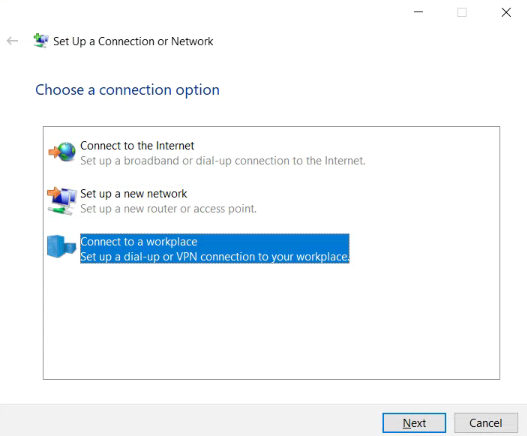 Set Up a Connection or Network
Choose a connection option
Connect to the Internet
Set up a broadband or dial-up connection to the Internet.
Set up a new network
Set up a new router or access point.
Connect to a workplace
Set up a dial-up or VPN connection to your workplace.
Next
Cancel